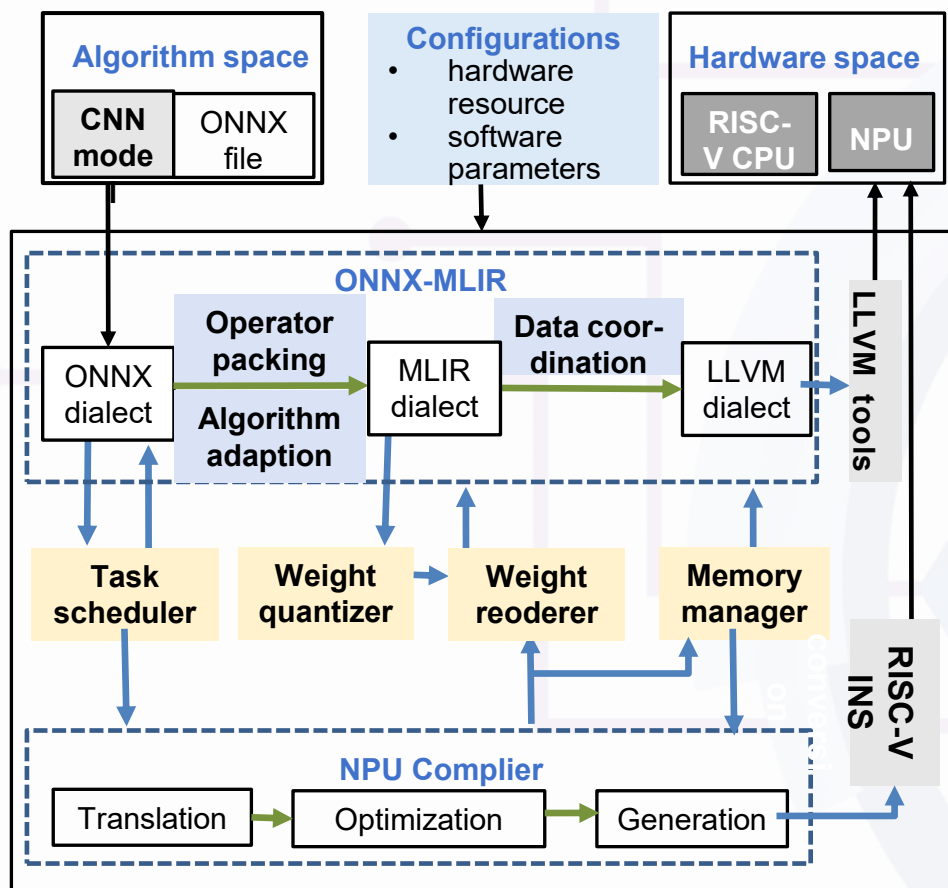 Algorithm space
CNN
mode
ONNX
file
Configurations
• hardware
resource
• software
parameters
Hardware space
RISC-
V CPU
NPU
ONNX-MLIR
Operator
packing
Algorithm
adaption
Data coor-
dination
ONNX
dialect
MLIR
dialect
LLVM
dialect
LLVM tools
Task
scheduler
Weight
quantizer
Weight
reoderer
Memory
manager
conversi
on
RISC-V
INS
NPU Complier
Translation
Optimization
Generation